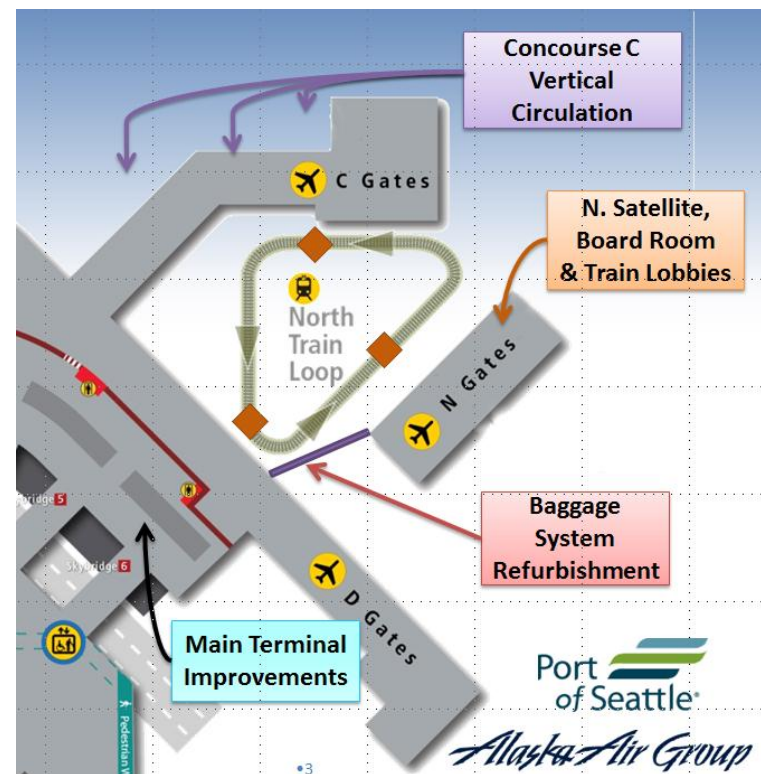 Concourse C
Vertical
Circulation
C Gates
N. Satellite,
Board Room
& Train Lobbies
North
Train
Loop
N Gates
Baggage
System
Refurbishment
5
Skybridge 6
D Gates
Main Terminal
Improvements
Pedestrian
Port
of Seattle
Alaska Air Group
•3